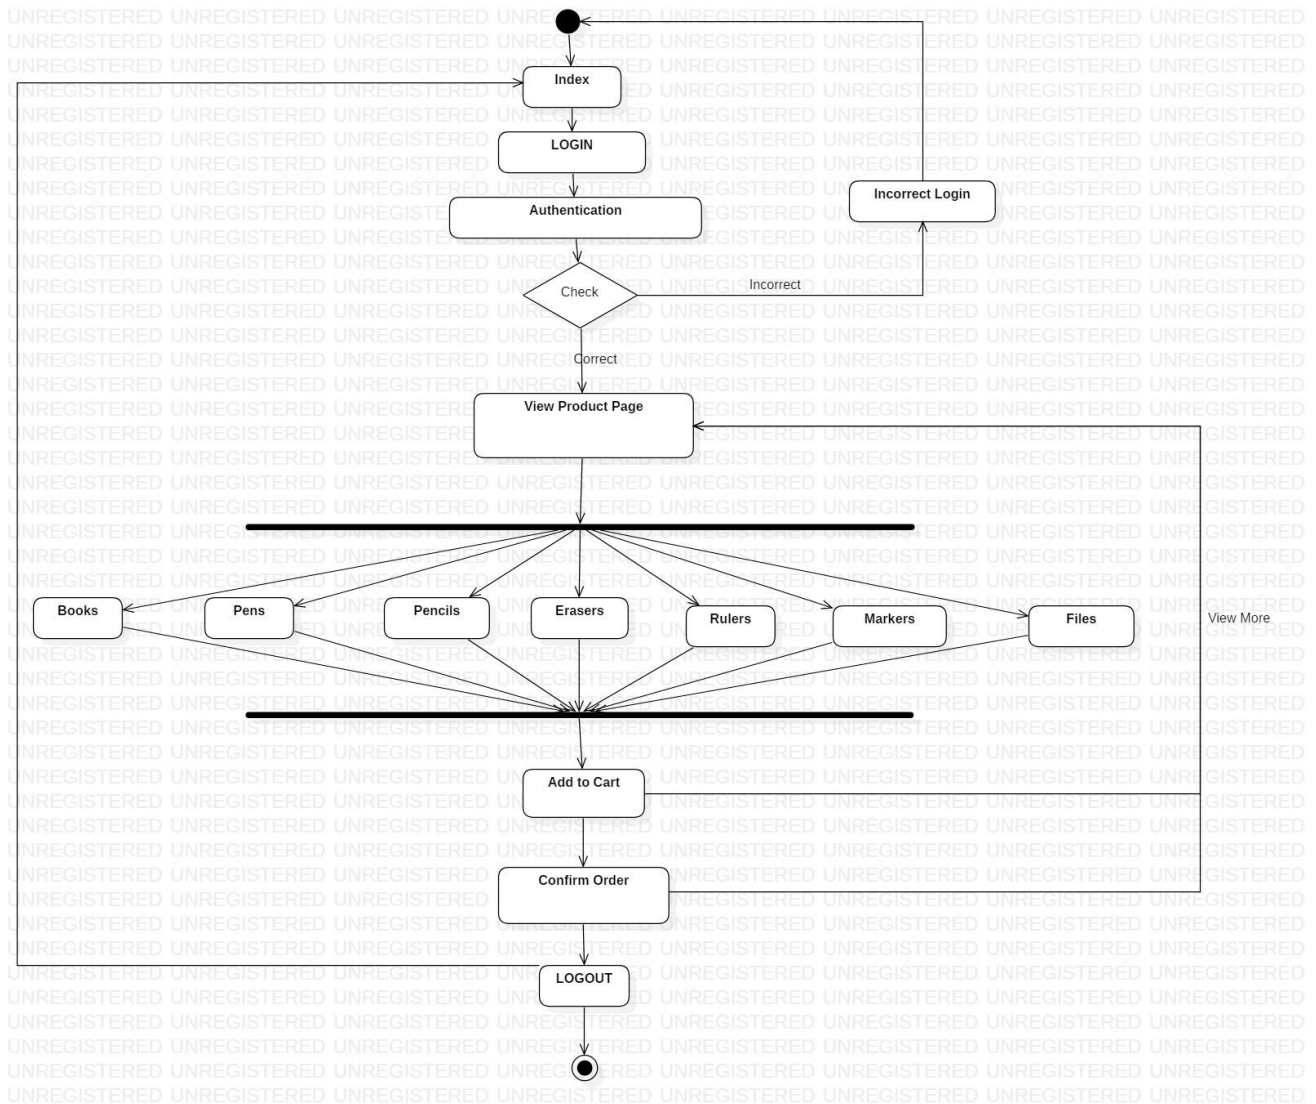 Index
LOGIN
Authentication
Incorrect Login
Check
Incorrect
Correct
View Product Page
Books
Pens
Pencils
Erasers
Rulers
Markers
Files
View More
Add to Cart
Confirm Order
LOGOUT
UNREGISTERED